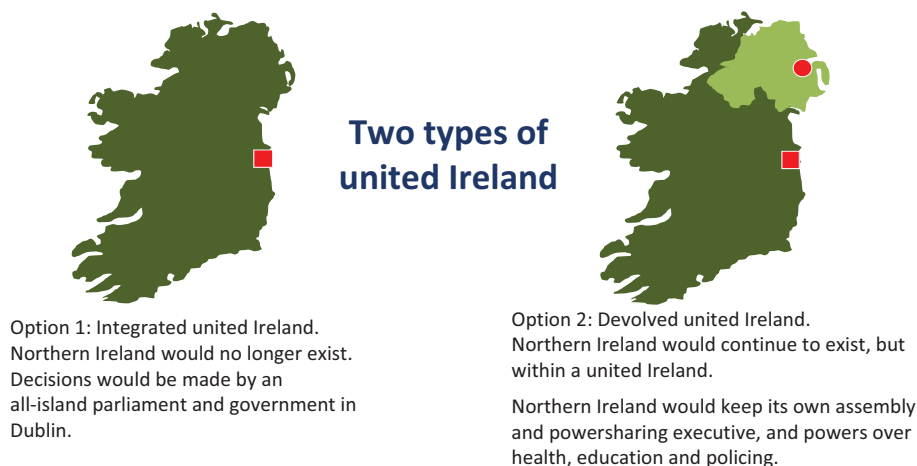 Two types of
united Ireland
Option 1: Integrated united Ireland.
Northern Ireland would no longer exist.
Decisions would be made by an
all-island parliament and government in
Dublin.
Option 2: Devolved united Ireland.
Northern Ireland would continue to exist, but
within a united Ireland.
Northern Ireland would keep its own assembly
and powersharing executive, and powers over
health, education and policing.